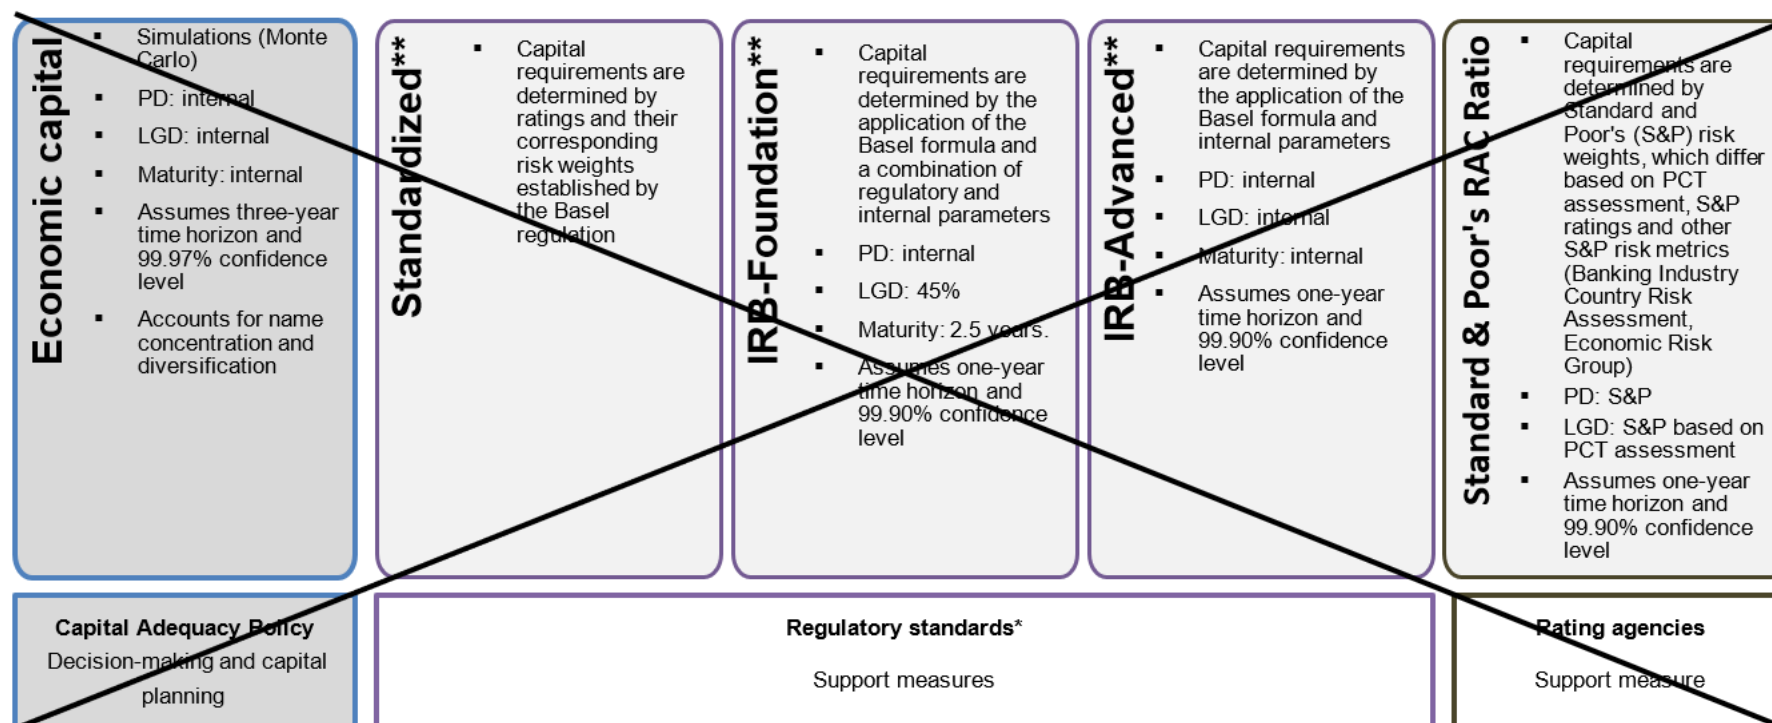 Economic capital
▪ Simulations (Monte
Carlo)
▪ PD: internal
▪ LGD: internal
▪ Maturity: internal
▪ Assumes three-year
time horizon and
99.97% confidence
level
▪ Accounts for name
concentration and
diversification
Standardized**
▪ Capital
requirements are
determined by
ratings and their
corresponding
risk weights
established by
the Basel
regulation
IRB-Foundation**
▪ Capital
requirements are
determined by the
application of the
Basel formula and
a combination of
regulatory and
internal parameters
▪ PD: internal
▪ LGD: 45%
▪ Maturity: 2.5 years.
▪ Assumes one-year
time horizon and
99.90% confidence
level
IRB-Advanced**
▪ Capital requirements
are determined by
the application of the
Basel formula and
internal parameters
▪ PD: internal
▪ LGD: internal
▪ Maturity: internal
▪ Assumes one-year
time horizon and
99.90% confidence
level
Standard & Poor's RAC Ratio
▪ Capital
requirements are
determined by
Standard and
Poor's (S&P) risk
weights, which differ
based on PCT
assessment, S&P
ratings and other
S&P risk metrics
(Banking Industry
Country Risk
Assessment,
Economic Risk
Group)
▪ PD: S&P
▪ LGD: S&P based on
PCT assessment
▪ Assumes one-year
time horizon and
99.90% confidence
level
Capital Adequacy Policy
Decision-making and capital
planning
Regulatory standards*
Support measures
Rating agencies
Support measure